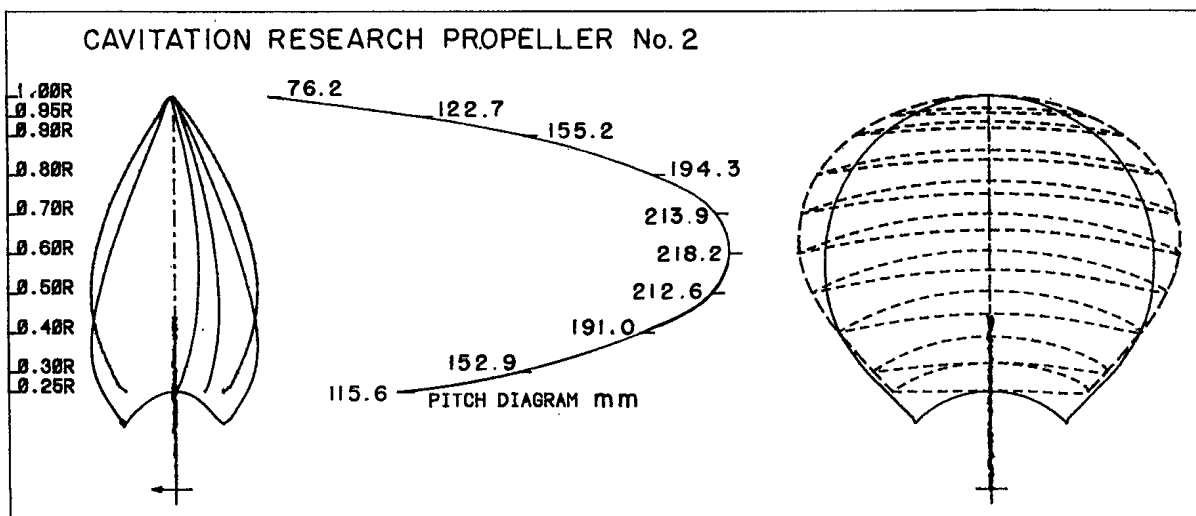 CAVITATION RESEARCH PROPELLER No. 2
1.00R
0.95R
0.90R
0.80R
0.70R
0.60R
0.50R
0.40R
0.30R
0.25R
76.2
122.7
155.2
194.3
213.9
218.2
212.6
191.0
152.9
115.6
PITCH DIAGRAM mm